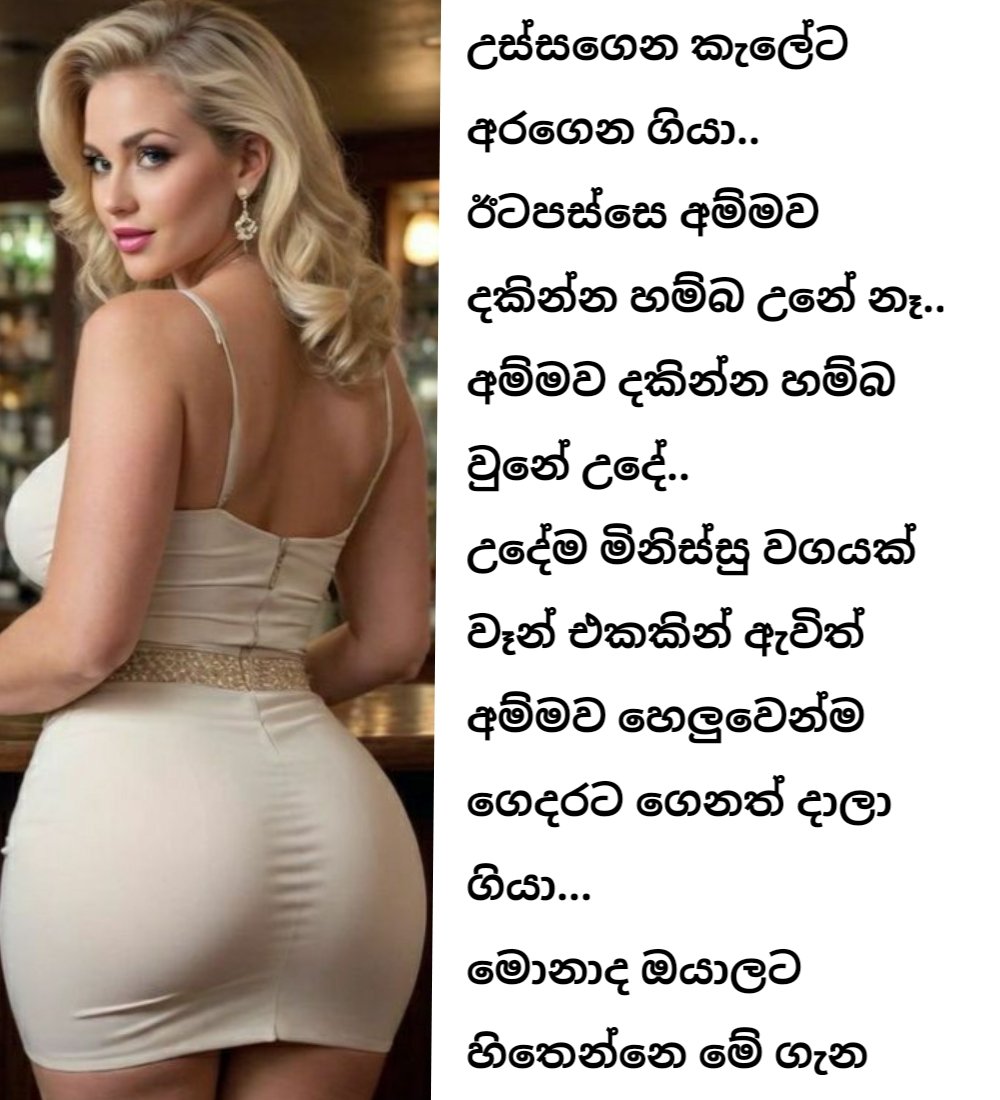 උස්සගෙන කැලේට
අරගෙන ගියා..
ඊටපස්සෙ අම්මව
දකින්න හම්බ උනේ නෑ..
අම්මව දකින්න හම්බ
වුනේ උදේ..
උදේම මිනිස්සු වගයක්
වෑන් එකකින් ඇවිත්
අම්මව හෙලුවෙන්ම
ගෙදරට ගෙනත් දාලා
ගියා...
මොනාද ඔයාලට
හිතෙන්නෙ මේ ගැන